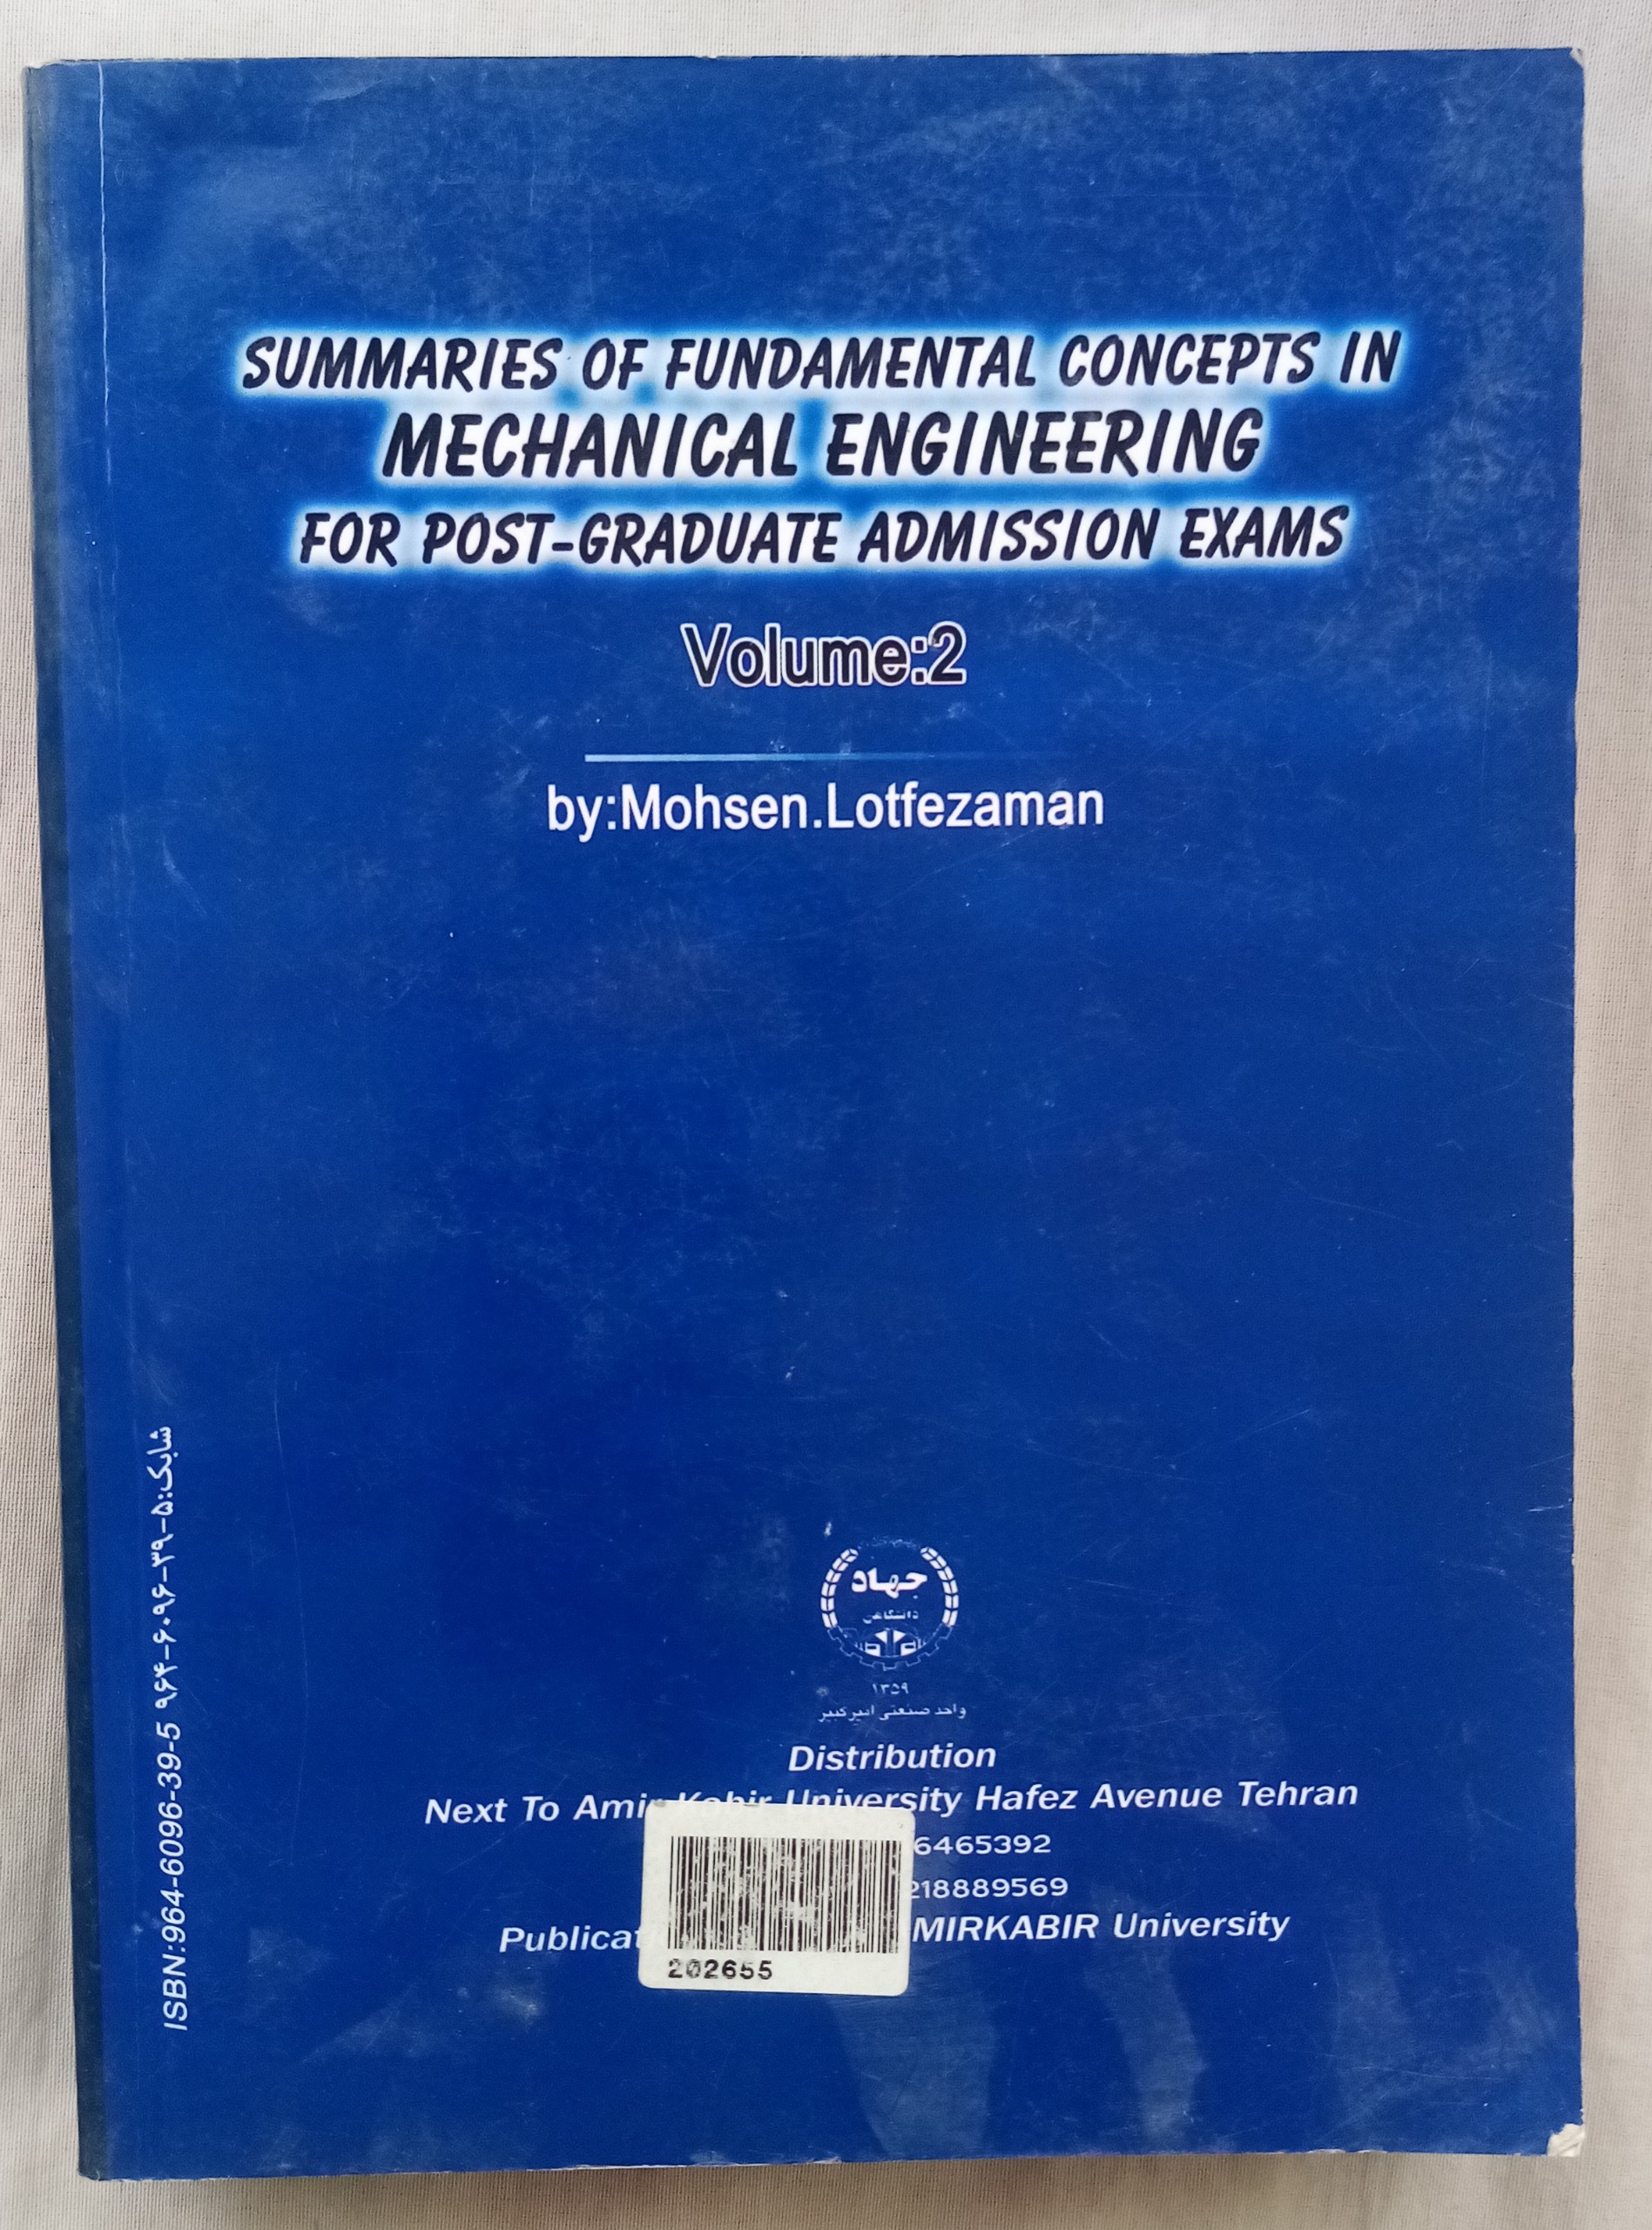 SUMMARIES OF FUNDAMENTAL CONCEPTS IN
MECHANICAL ENGINEERING
FOR POST-GRADUATE ADMISSION EXAMS
Volume:2
by:Mohsen.Lotfezaman
ISBN:964-6096-39-5 شابک:۵-۳۹-۶۰۹۶-۹۶۴
جهاد
دانشگاهی
۱۳۵۹
واحد صنعتی امیرکبیر
Distribution
Next To Amir Kabir University Hafez Avenue Tehran
6465392
218889569
Publicat MIRKABIR University
202655